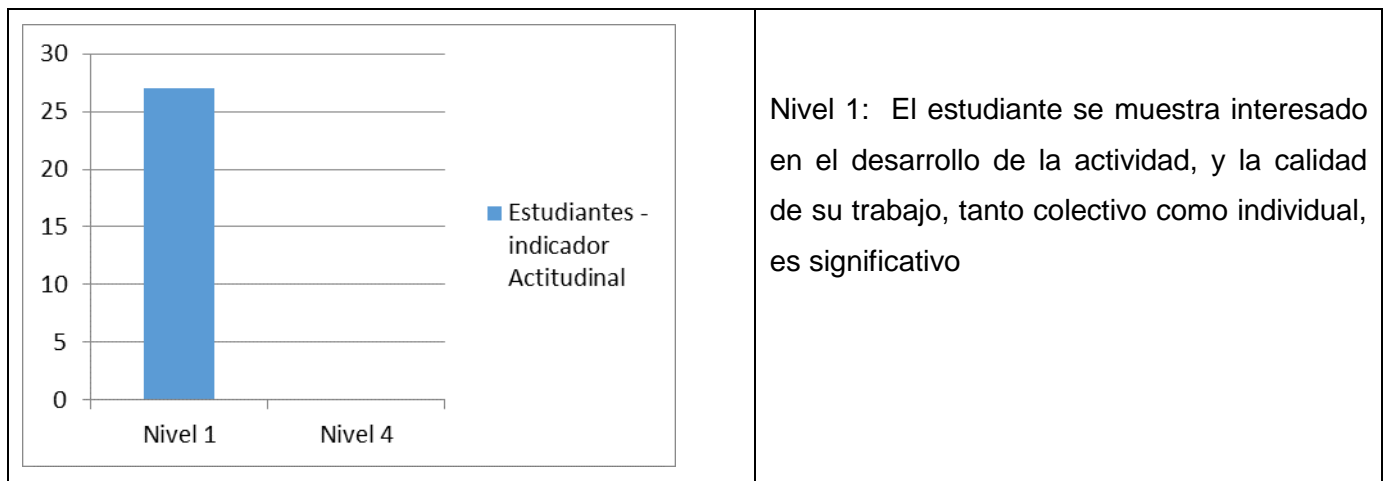 30
25
20
15
10
5
0
Nivel 1
Nivel 4
Estudiantes -
indicador
Actitudinal
Nivel 1: El estudiante se muestra interesado
en el desarrollo de la actividad, y la calidad
de su trabajo, tanto colectivo como individual,
es significativo